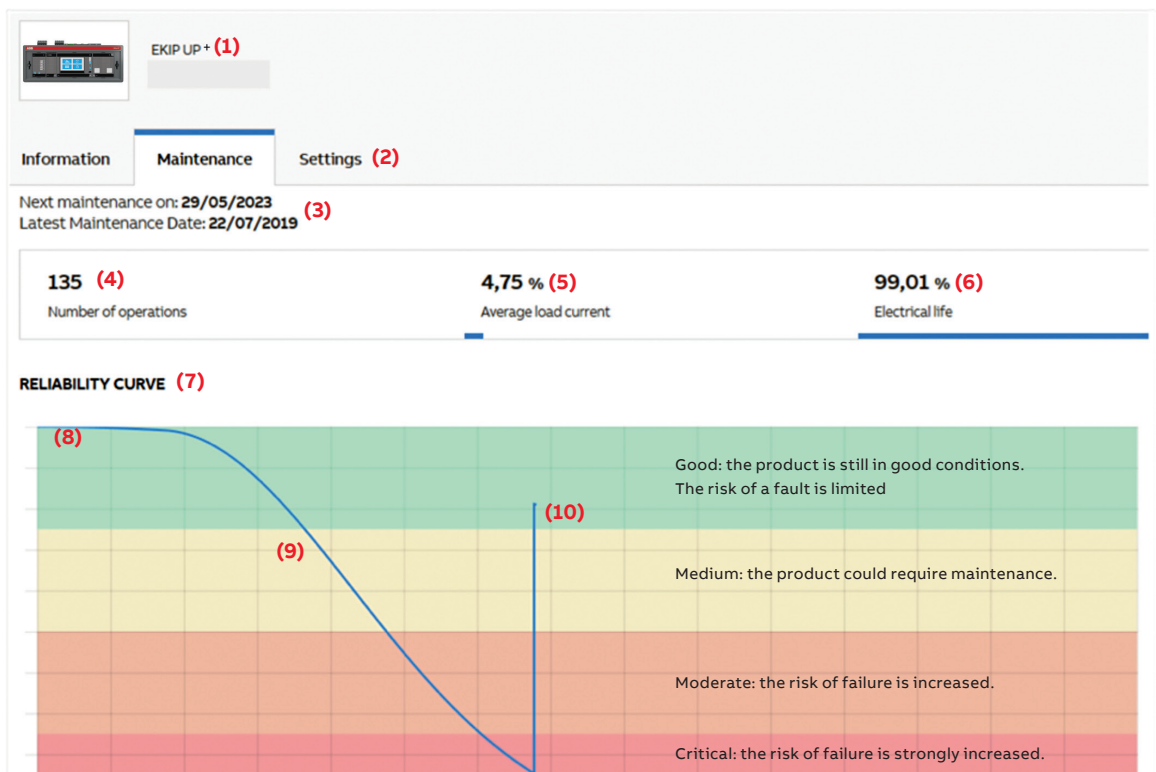 EKIP UP + (1)
Information Maintenance Settings (2)
Next maintenance on: 29/05/2023
Latest Maintenance Date: 22/07/2019 (3)
135 (4) 4,75 % (5) 99,01 % (6)
Number of operations Average load current Electrical life
RELIABILITY CURVE (7)
(8)
Good: the product is still in good conditions.
The risk of a fault is limited
(10)
(9)
Medium: the product could require maintenance.
Moderate: the risk of failure is increased.
Critical: the risk of failure is strongly increased.